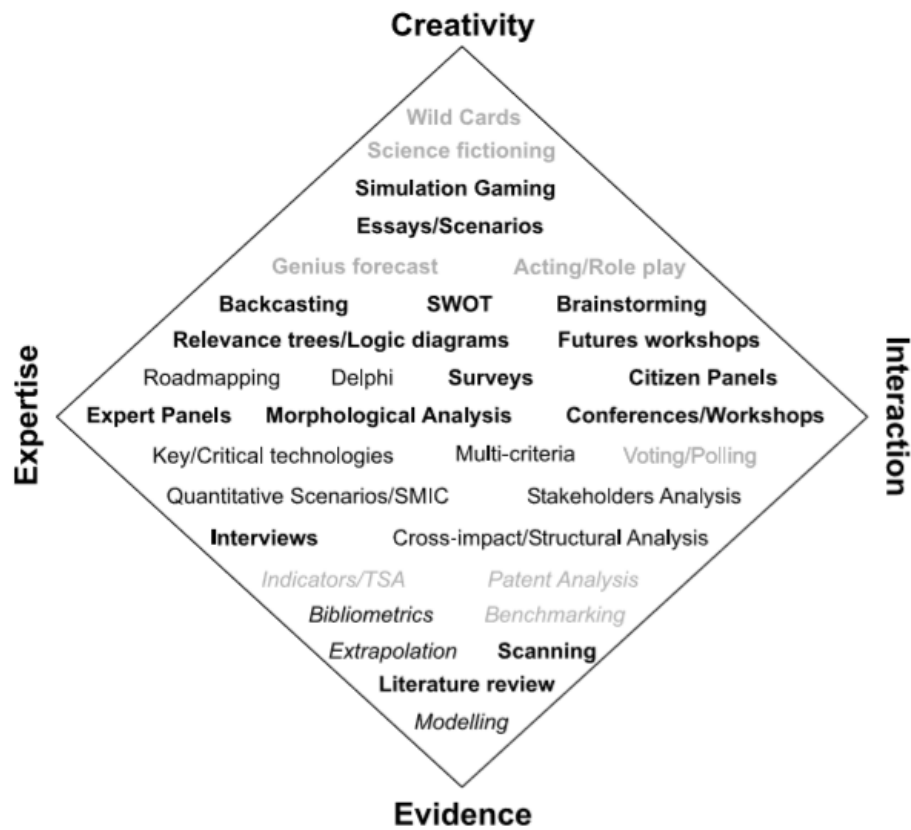 Creativity
Wild Cards
Science fictioning
Simulation Gaming
Essays/Scenarios
Genius forecast Acting/Role play
Backcasting SWOT Brainstorming
Relevance trees/Logic diagrams Futures workshops
Roadmapping Delphi Surveys Citizen Panels
Expert Panels Morphological Analysis Conferences/Workshops
Key/Critical technologies Multi-criteria Voting/Polling
Quantitative Scenarios/SMIC Stakeholders Analysis
Interviews Cross-impact/Structural Analysis
Indicators/TSA Patent Analysis
Bibliometrics Benchmarking
Extrapolation Scanning
Literature review
Modelling
Evidence
Expertise
Interaction